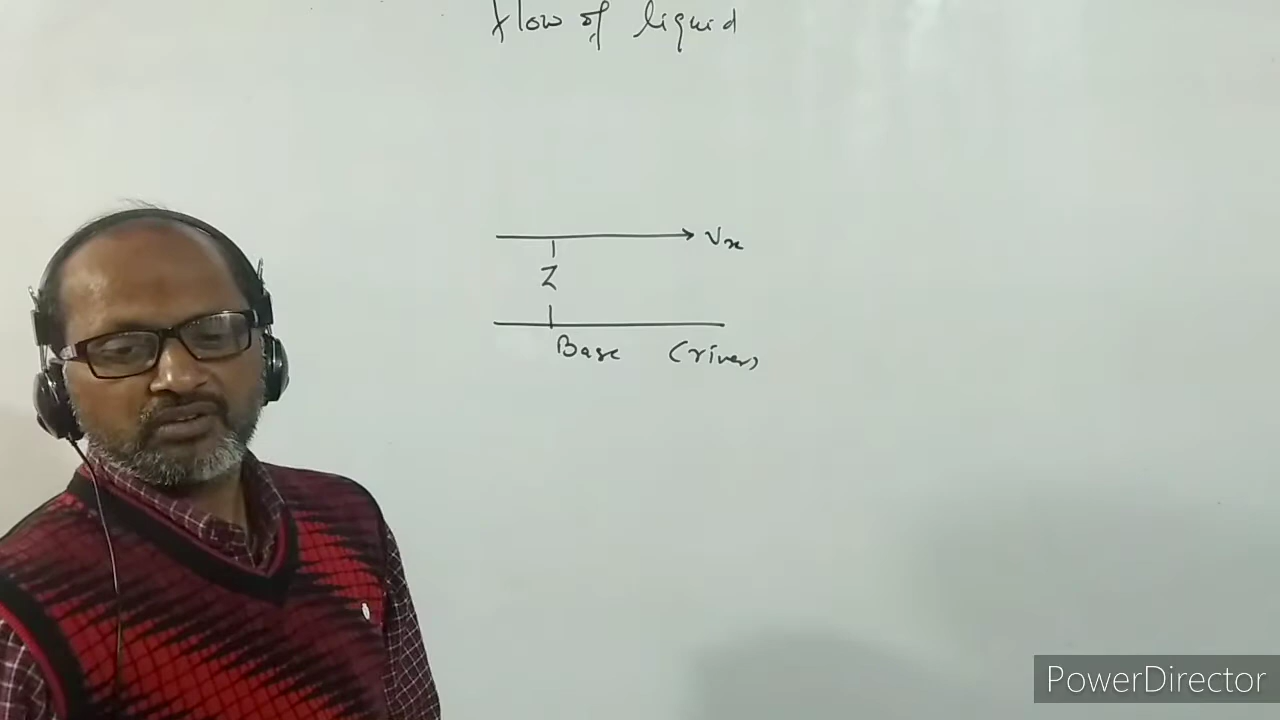 flow of liquid
Vx
Z
Base (river)
PowerDirector